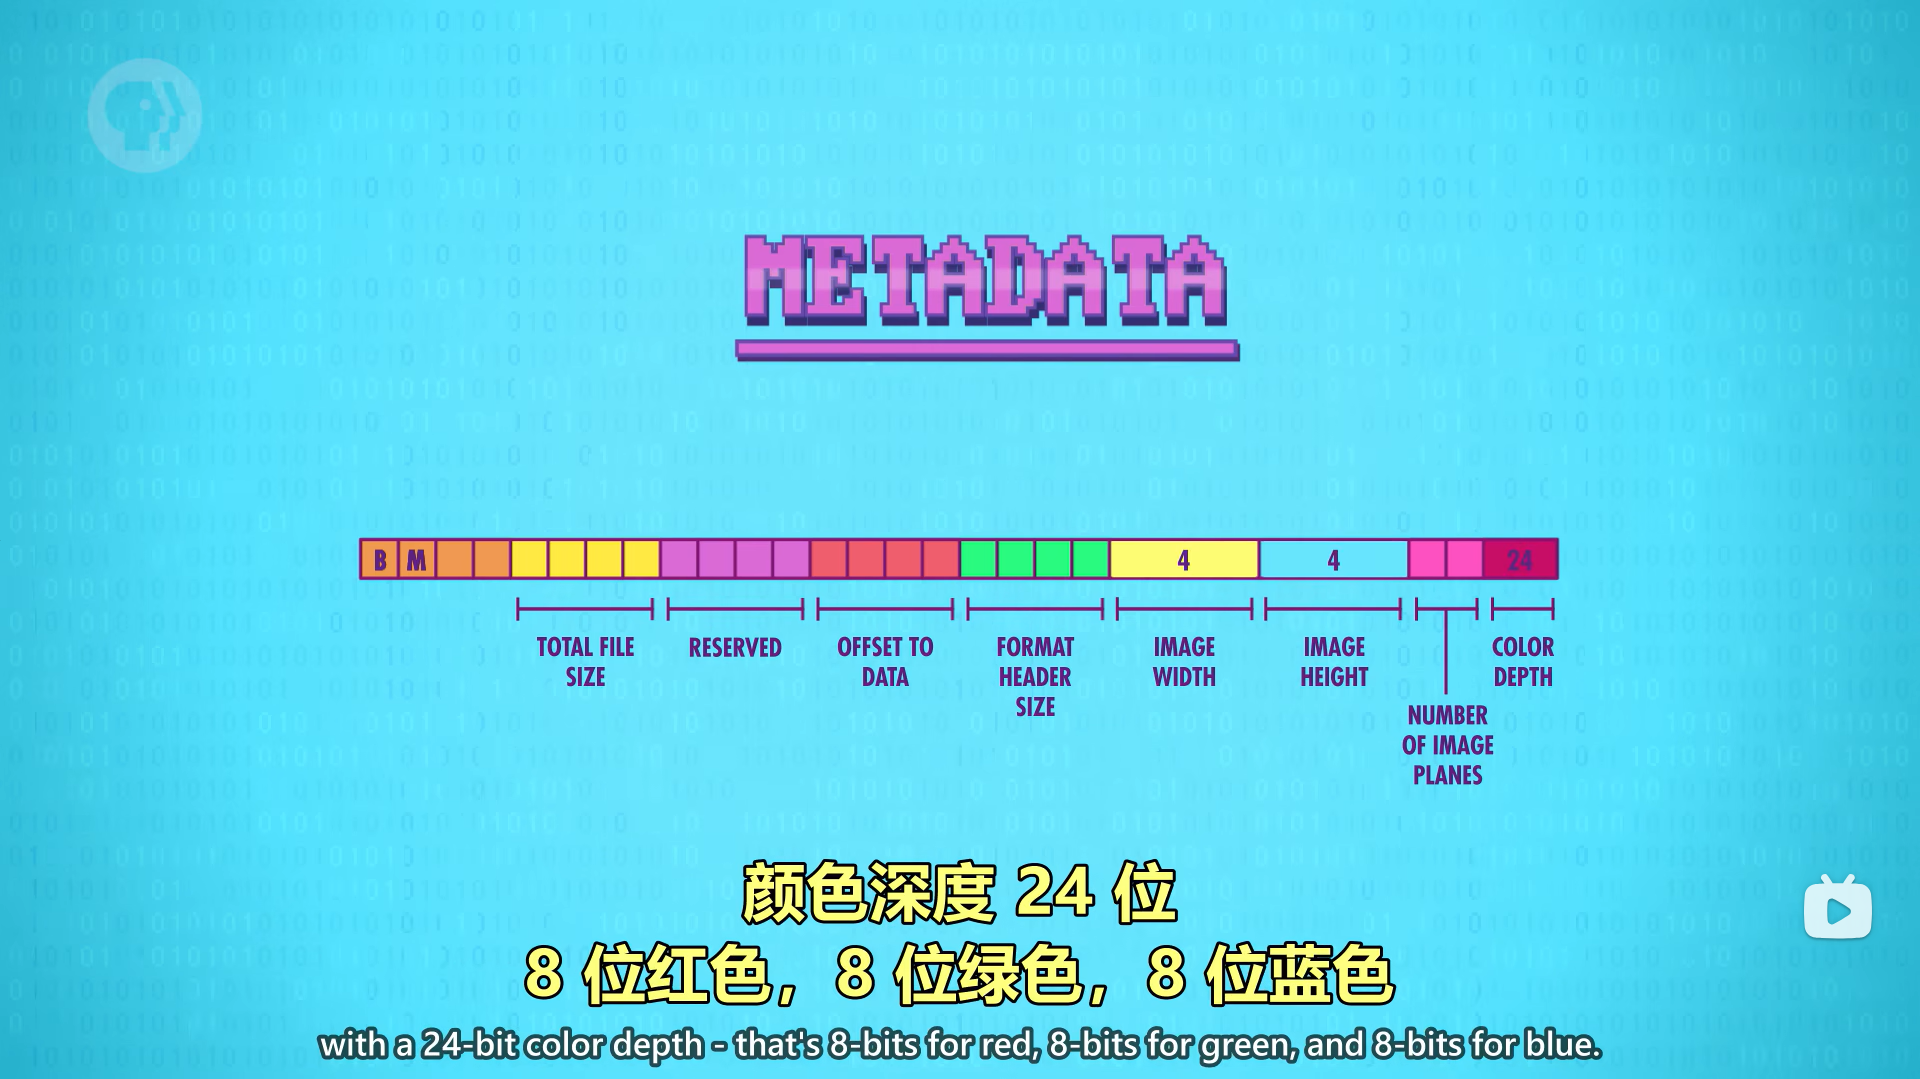 METADATA
B M 4 4 24
TOTAL FILE
SIZE
RESERVED
OFFSET TO
DATA
FORMAT
HEADER
SIZE
IMAGE
WIDTH
IMAGE
HEIGHT
NUMBER
OF IMAGE
PLANES
COLOR
DEPTH
颜色深度 24 位
8 位红色，8 位绿色，8 位蓝色
with a 24-bit color depth - that's 8-bits for red, 8-bits for green, and 8-bits for blue.